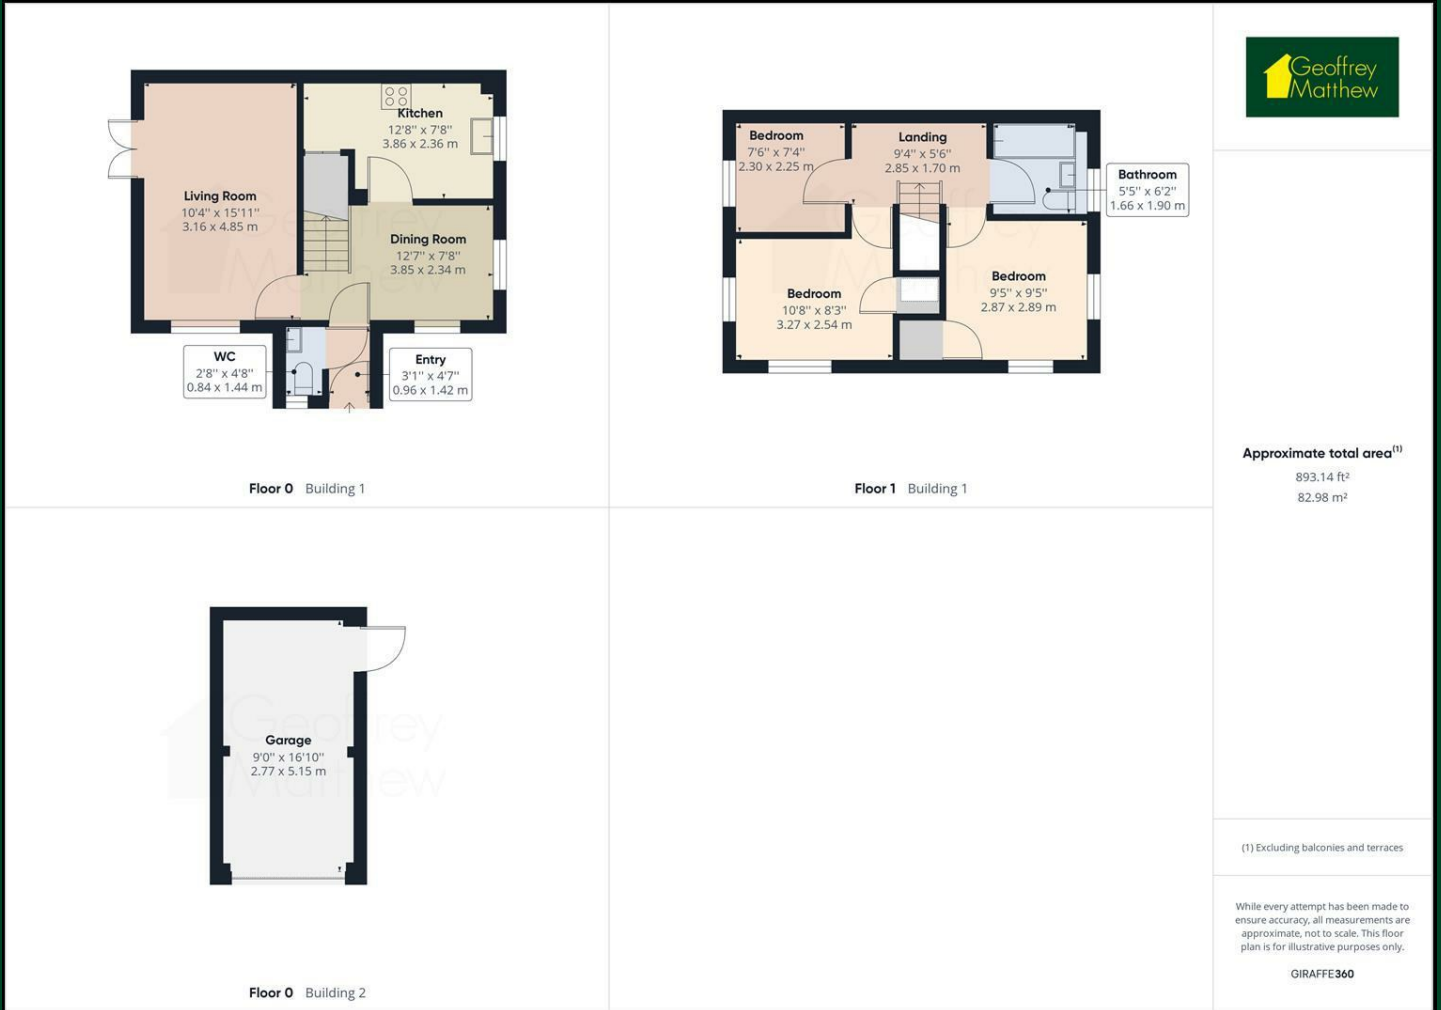 Kitchen
12'8" x 7'8"
3.86 x 2.36 m
Living Room
10'4" x 15'11"
3.16 x 4.85 m
Dining Room
12'7" x 7'8"
3.85 x 2.34 m
WC
2'8" x 4'8"
0.84 x 1.44 m
Entry
3'1" x 4'7"
0.96 x 1.42 m
Geoffrey
Matthew
Floor 0 Building 1
Bedroom
7'6" x 7'4"
2.30 x 2.25 m
Landing
9'4" x 5'6"
2.85 x 1.70 m
Bathroom
5'5" x 6'2"
1.66 x 1.90 m
Bedroom
10'8" x 8'3"
3.27 x 2.54 m
Bedroom
9'5" x 9'5"
2.87 x 2.89 m
Geoffrey
Matthew
Floor 1 Building 1
Garage
9'0" x 16'10"
2.77 x 5.15 m
Geoffrey
Matthew
Floor 0 Building 2
Geoffrey
Matthew
Approximate total area(1)
893.14 ft²
82.98 m²
(1) Excluding balconies and terraces
While every attempt has been made to
ensure accuracy, all measurements are
approximate, not to scale. This floor
plan is for illustrative purposes only.
GIRAFFE360